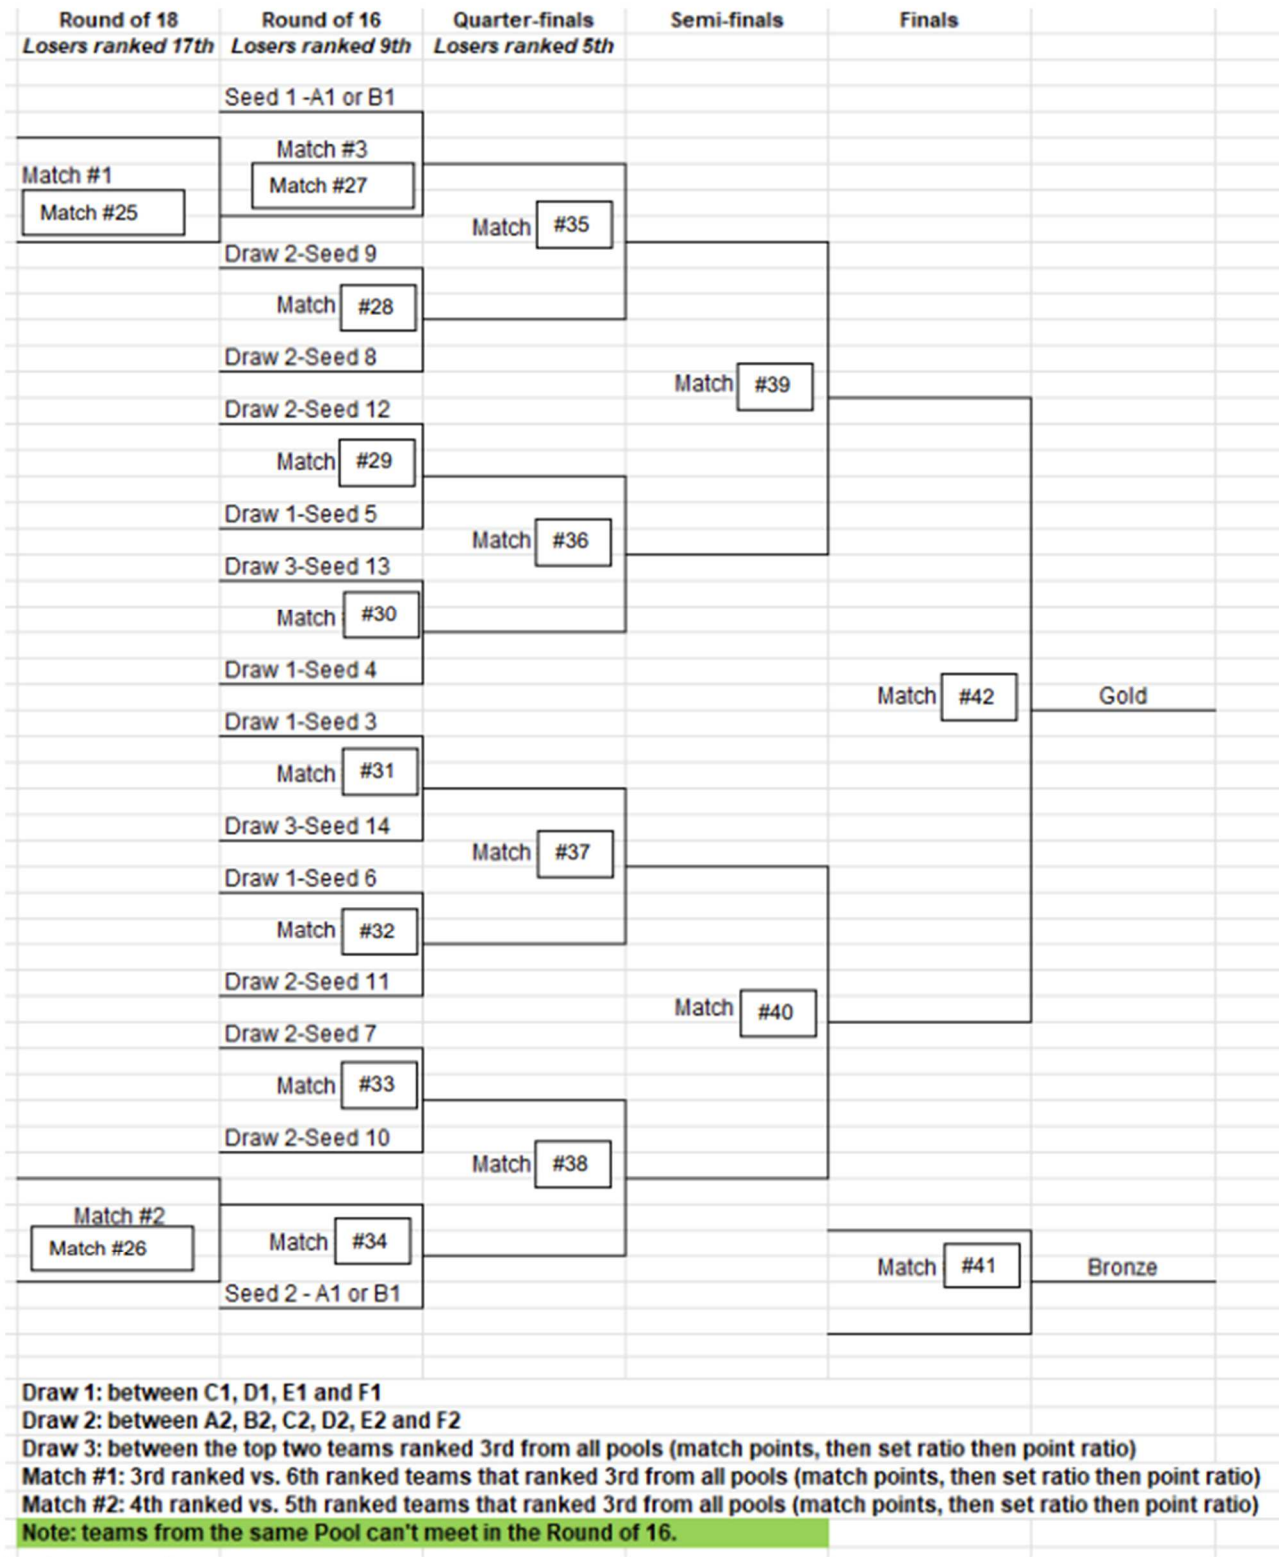 Round of 18 Round of 16 Quarter-finals Semi-finals Finals
Losers ranked 17th Losers ranked 9th Losers ranked 5th
Seed 1 -A1 or B1
Match #3
Match #27
Match #1
Match #25
Match #35
Draw 2-Seed 9
Match #28
Draw 2-Seed 8
Match #39
Draw 2-Seed 12
Match #29
Draw 1-Seed 5
Match #36
Draw 3-Seed 13
Match #30
Draw 1-Seed 4
Match #42 Gold
Draw 1-Seed 3
Match #31
Draw 3-Seed 14
Match #37
Draw 1-Seed 6
Match #32
Draw 2-Seed 11
Match #40
Draw 2-Seed 7
Match #33
Draw 2-Seed 10
Match #38
Match #2
Match #26
Match #34
Seed 2 - A1 or B1
Match #41 Bronze
Draw 1: between C1, D1, E1 and F1
Draw 2: between A2, B2, C2, D2, E2 and F2
Draw 3: between the top two teams ranked 3rd from all pools (match points, then set ratio then point ratio)
Match #1: 3rd ranked vs. 6th ranked teams that ranked 3rd from all pools (match points, then set ratio then point ratio)
Match #2: 4th ranked vs. 5th ranked teams that ranked 3rd from all pools (match points, then set ratio then point ratio)
Note: teams from the same Pool can't meet in the Round of 16.